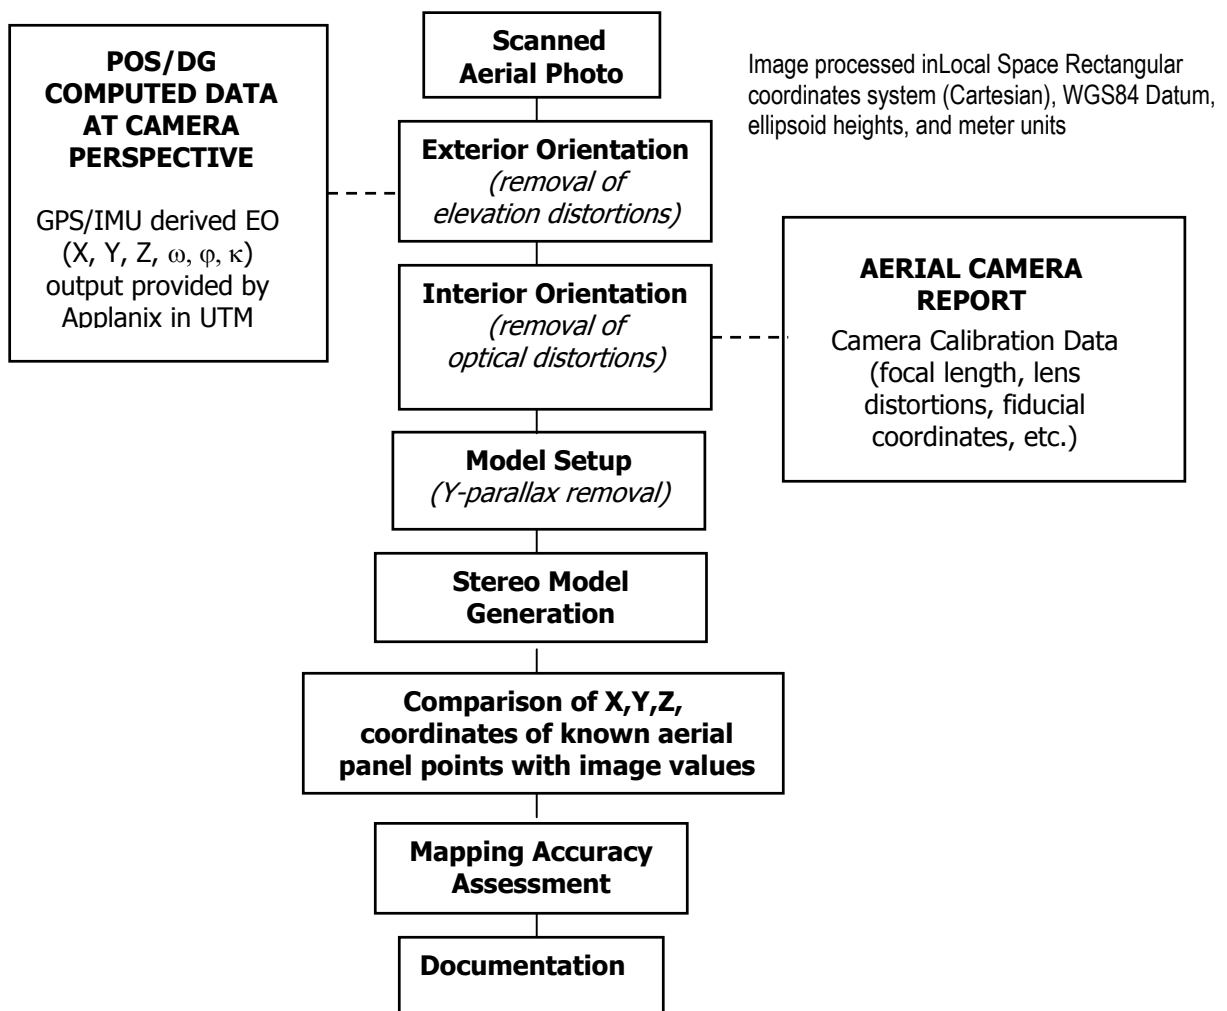 POS/DG
COMPUTED DATA
AT CAMERA
PERSPECTIVE
GPS/IMU derived EO
(X, Y, Z, ω, φ, κ)
output provided by
Applanix in UTM
Scanned
Aerial Photo
Image processed inLocal Space Rectangular
coordinates system (Cartesian), WGS84 Datum,
ellipsoid heights, and meter units
Exterior Orientation
(removal of
elevation distortions)
Interior Orientation
(removal of
optical distortions)
AERIAL CAMERA
REPORT
Camera Calibration Data
(focal length, lens
distortions, fiducial
coordinates, etc.)
Model Setup
(Y-parallax removal)
Stereo Model
Generation
Comparison of X,Y,Z,
coordinates of known aerial
panel points with image values
Mapping Accuracy
Assessment
Documentation